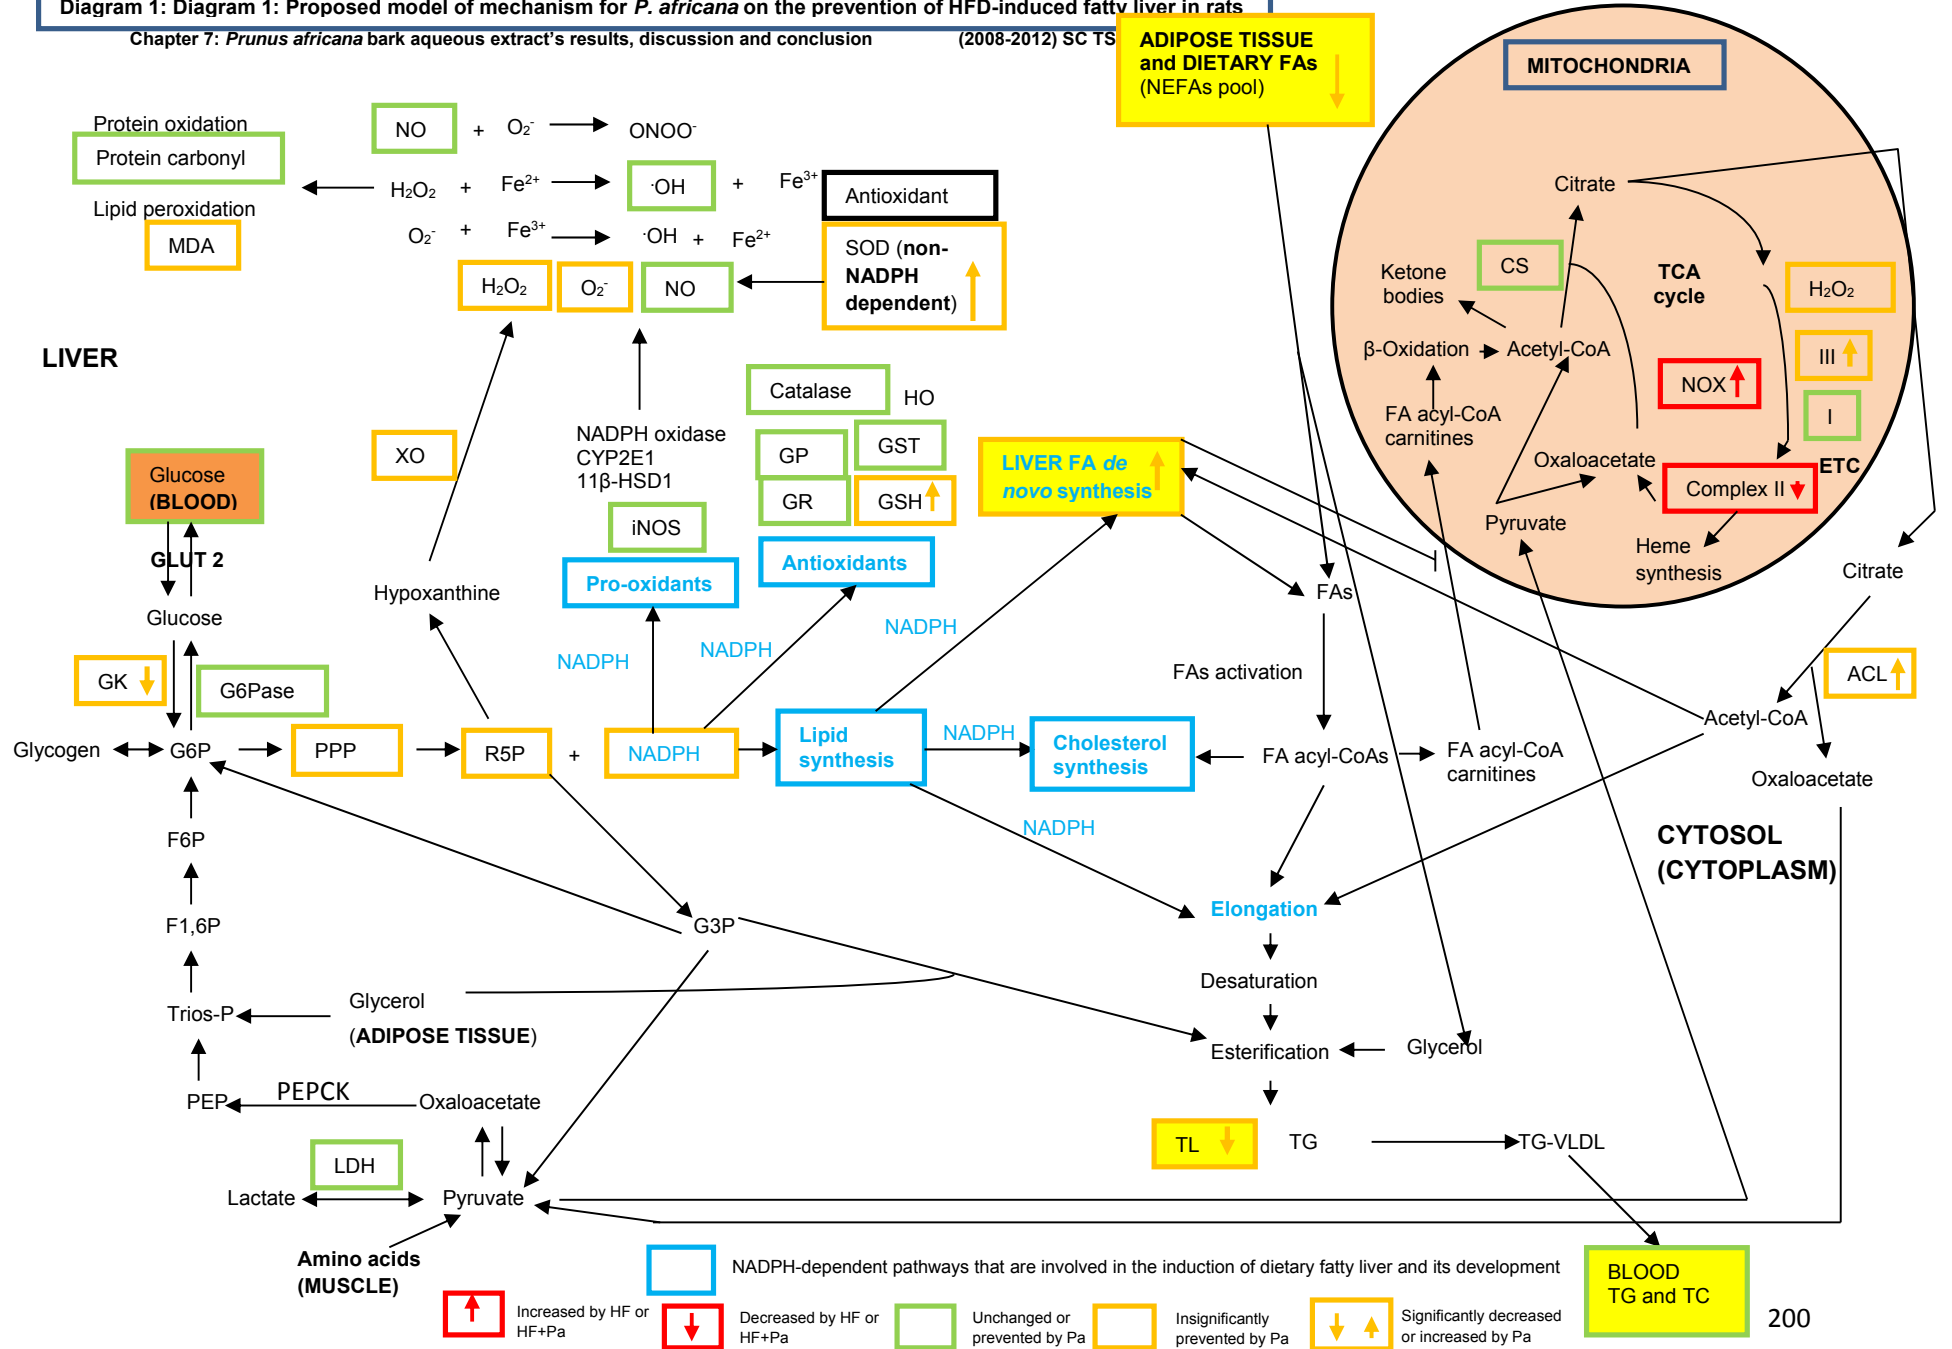 Diagram 1: Diagram 1: Proposed model of mechanism for P. africana on the prevention of HFD-induced fatty liver in rats
Chapter 7: Prunus africana bark aqueous extract's results, discussion and conclusion (2008-2012) SC TS
ADIPOSE TISSUE
and DIETARY FAs
(NEFAs pool)
MITOCHONDRIA
Protein oxidation
Protein carbonyl
Lipid peroxidation
MDA
NO + O2- ONOO-
H2O2 + Fe2+ ·OH + Fe3+
O2- + Fe3+ ·OH + Fe2+
H2O2
O2-
NO
Antioxidant
SOD (non-
NADPH
dependent)
Citrate
CS
TCA
cycle
Ketone
bodies
H2O2
β-Oxidation
Acetyl-CoA
III
NOX
I
FA acyl-CoA
carnitines
Oxaloacetate
ETC
Complex II
Pyruvate
Heme
synthesis
LIVER
XO
NADPH oxidase
CYP2E1
11β-HSD1
iNOS
Pro-oxidants
Catalase
HO
GP
GST
GR
GSH
Antioxidants
LIVER FA de
novo synthesis
Glucose
(BLOOD)
GLUT 2
Glucose
Hypoxanthine
FAs
Citrate
NADPH
NADPH
NADPH
FAs activation
GK
G6Pase
ACL
Acetyl-CoA
Glycogen
G6P
PPP
R5P
+
NADPH
Lipid
synthesis
NADPH
Cholesterol
synthesis
FA acyl-CoAs
FA acyl-CoA
carnitines
Oxaloacetate
F6P
NADPH
CYTOSOL
(CYTOPLASM)
F1,6P
G3P
Elongation
Desaturation
Trios-P
Glycerol
(ADIPOSE TISSUE)
Esterification
Glycerol
PEP
PEPCK
Oxaloacetate
TL
TG
TG-VLDL
LDH
Lactate
Pyruvate
Amino acids
(MUSCLE)
NADPH-dependent pathways that are involved in the induction of dietary fatty liver and its development
BLOOD
TG and TC
Increased by HF or
HF+Pa
Decreased by HF or
HF+Pa
Unchanged or
prevented by Pa
Insignificantly
prevented by Pa
Significantly decreased
or increased by Pa
200